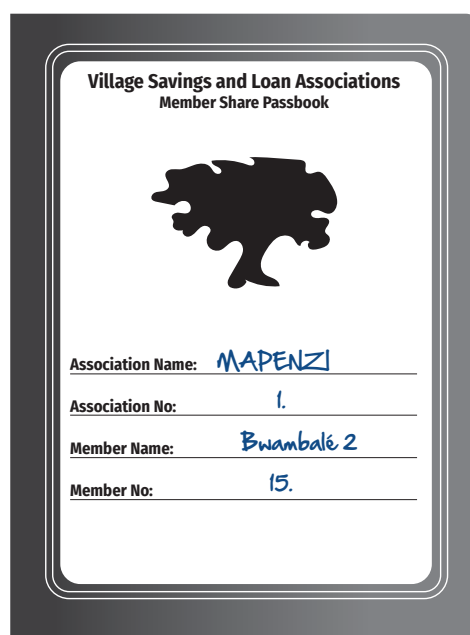 Village Savings and Loan Associations
Member Share Passbook
Association Name: MAPENZI
Association No: 1.
Member Name: Bwambalé 2
Member No: 15.